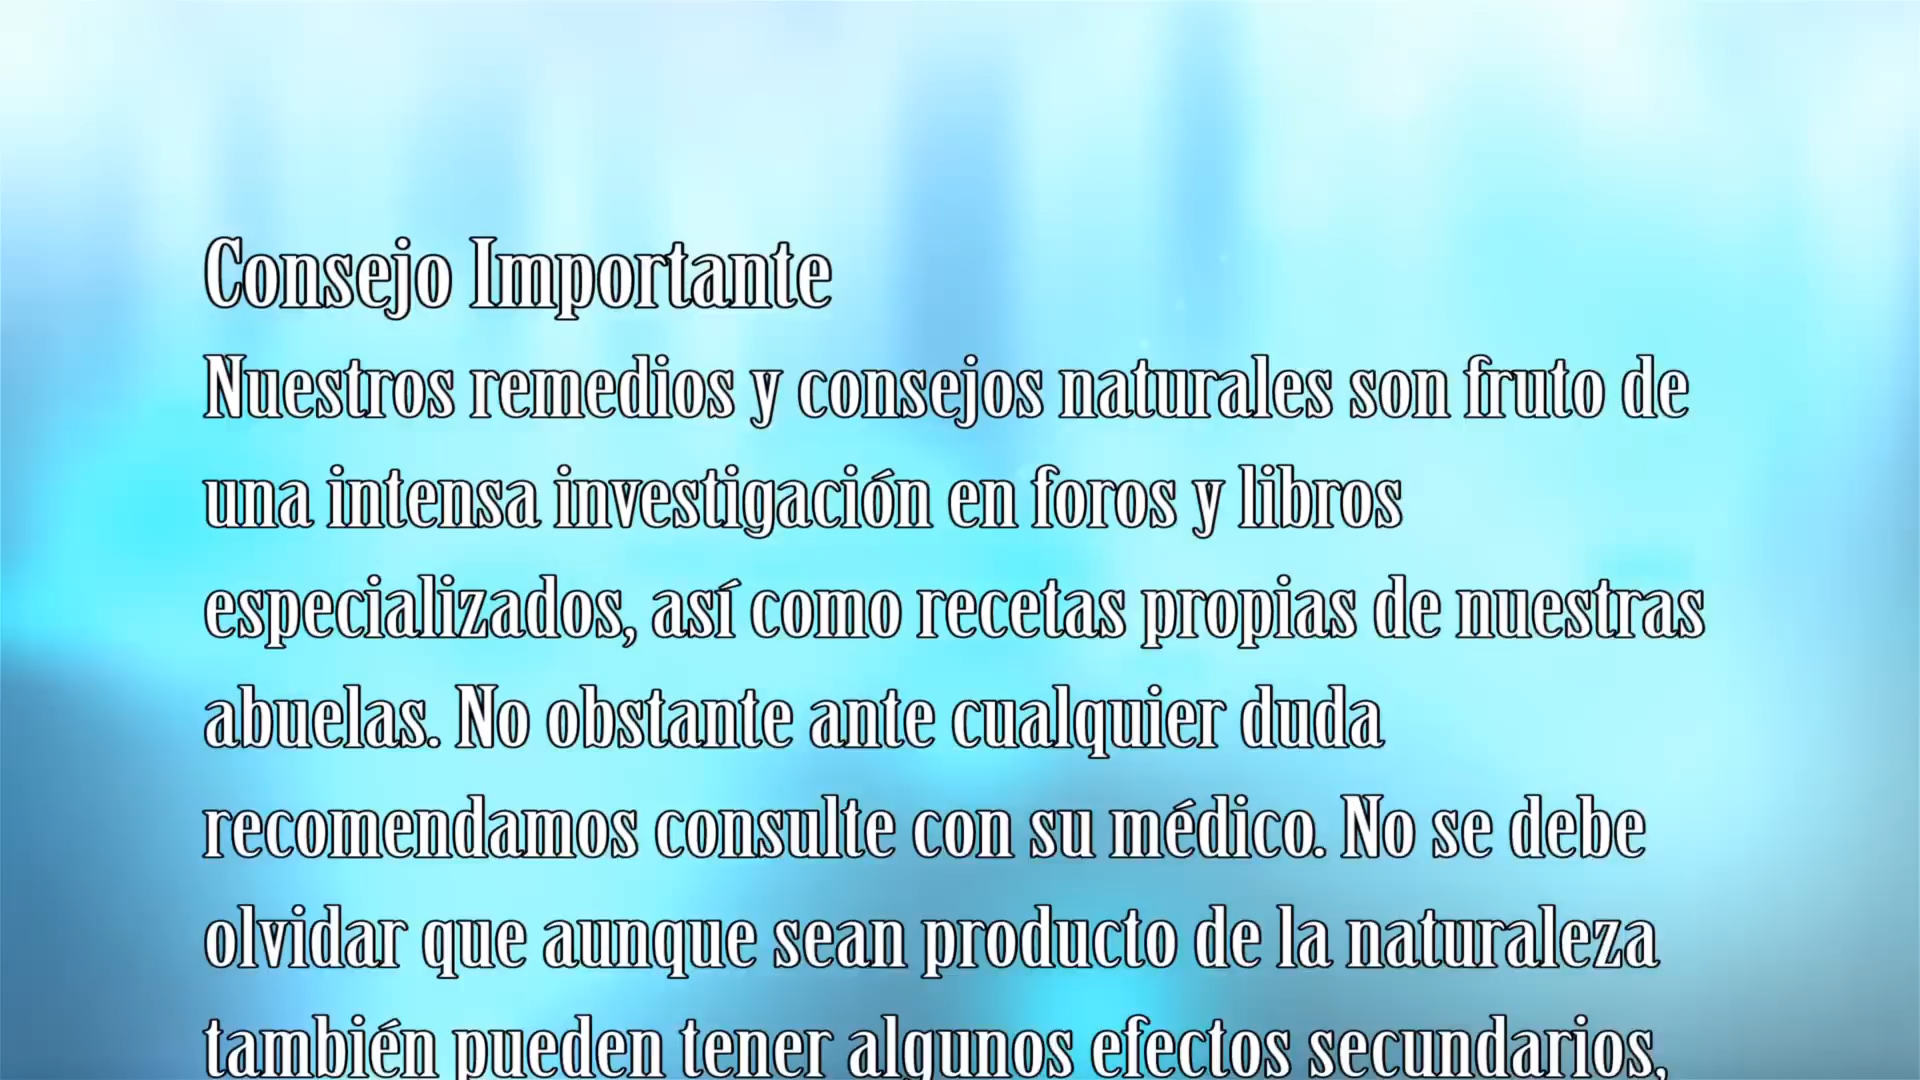 Consejo Importante
Nuestros remedios y consejos naturales son fruto de
una intensa investigación en foros y libros
especializados, así como recetas propias de nuestras
abuelas. No obstante ante cualquier duda
recomendamos consulte con su médico. No se debe
olvidar que aunque sean producto de la naturaleza
también pueden tener algunos efectos secundarios,